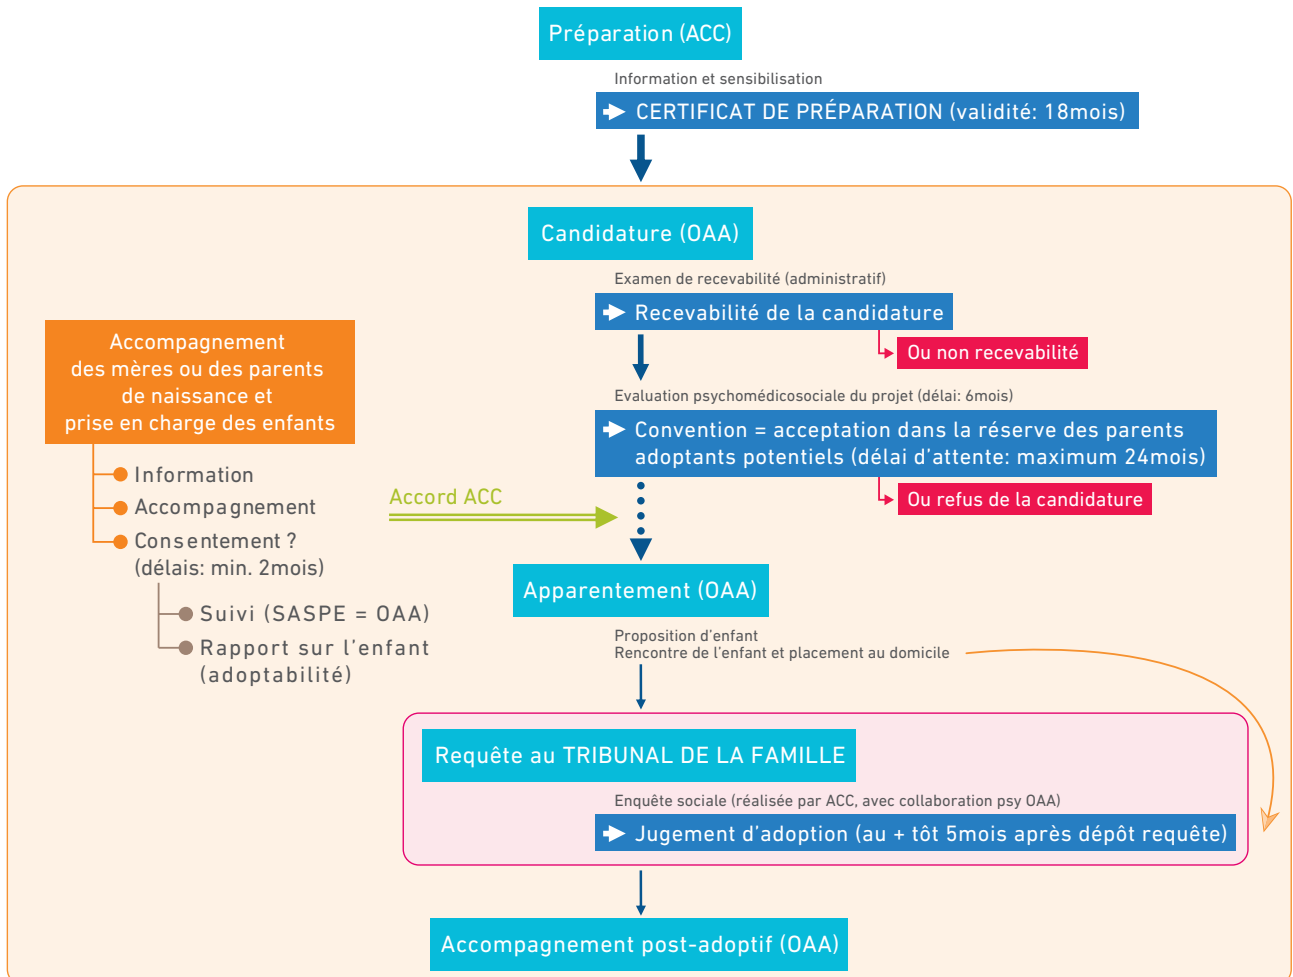 Préparation (ACC)
Information et sensibilisation
CERTIFICAT DE PRÉPARATION (validité: 18mois)
Candidature (OAA)
Examen de recevabilité (administratif)
Recevabilité de la candidature
Ou non recevabilité
Evaluation psychomédicosociale du projet (délai: 6mois)
Convention = acceptation dans la réserve des parents
adoptants potentiels (délai d'attente: maximum 24mois)
Ou refus de la candidature
Accompagnement
des mères ou des parents
de naissance et
prise en charge des enfants
Information
Accompagnement
Consentement ?
(délais: min. 2mois)
Suivi (SASPE = OAA)
Rapport sur l'enfant
(adoptabilité)
Accord ACC
Apparentement (OAA)
Proposition d'enfant
Rencontre de l'enfant et placement au domicile
Requête au TRIBUNAL DE LA FAMILLE
Enquête sociale (réalisée par ACC, avec collaboration psy OAA)
Jugement d'adoption (au + tôt 5mois après dépôt requête)
Accompagnement post-adoptif (OAA)